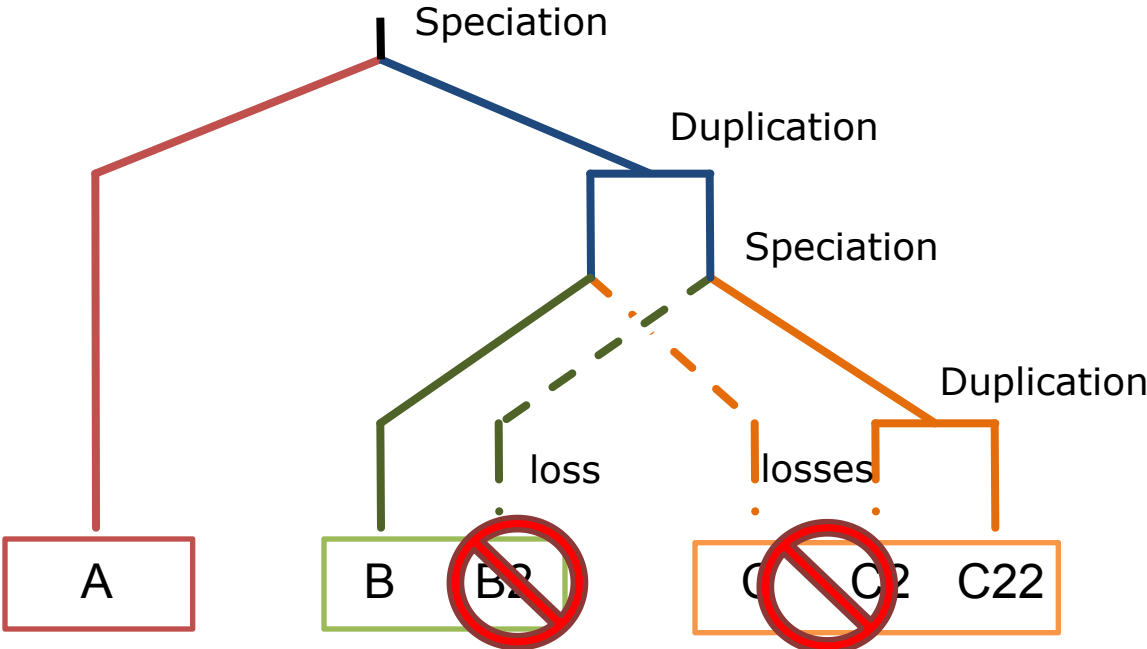 Speciation
Duplication
Speciation
Duplication
loss
losses
A
B B2
C C2 C22